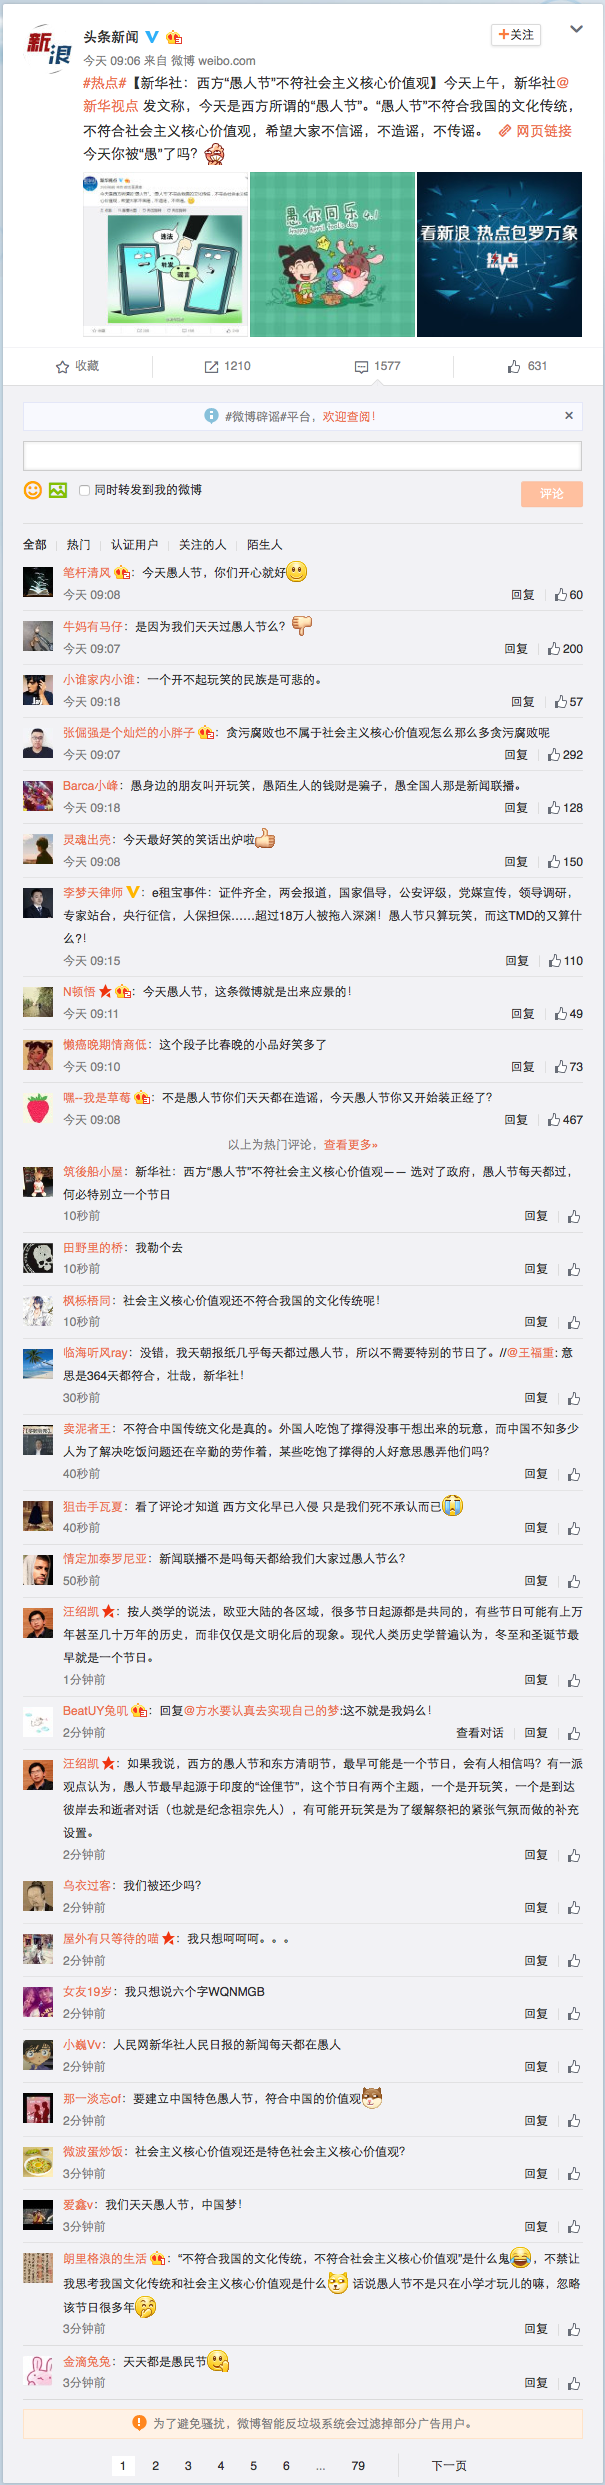 新浪
头条新闻
今天 09:06 来自 微博 weibo.com
+关注
#热点#【新华社：西方“愚人节”不符社会主义核心价值观】今天上午，新华社@
新华视点 发文称，今天是西方所谓的“愚人节”。“愚人节”不符合我国的文化传统，
不符合社会主义核心价值观，希望大家不信谣，不造谣，不传谣。 网页链接
今天你被“愚”了吗？
违法
谣言
愚你同乐 4.1
Happy April fool's day
看新浪 热点包罗万象
热点
收藏
1210
1577
631
#微博辟谣#平台，欢迎查阅！
×
同时转发到我的微博
评论
全部 热门 认证用户 关注的人 陌生人
笔杆清风：今天愚人节，你们开心就好
今天 09:08 回复 60
牛妈有马仔：是因为我们天天过愚人节么？
今天 09:07 回复 200
小谁家内小谁：一个开不起玩笑的民族是可悲的。
今天 09:18 回复 57
张倔强是个灿烂的小胖子：贪污腐败也不属于社会主义核心价值观怎么那么多贪污腐败呢
今天 09:07 回复 292
Barca小峰：愚身边的朋友叫开玩笑，愚陌生人的钱财是骗子，愚全国人那是新闻联播。
今天 09:18 回复 128
灵魂出壳：今天最好笑的笑话出炉啦
今天 09:08 回复 150
李梦天律师：e租宝事件：证件齐全，两会报道，国家倡导，公安评级，党媒宣传，领导调研，
专家站台，央行征信，人保担保……超过18万人被拖入深渊！愚人节只算玩笑，而这TMD的又算什
么?！
今天 09:15 回复 110
N顿悟：今天愚人节，这条微博就是出来应景的！
今天 09:11 回复 49
懒癌晚期情商低：这个段子比春晚的小品好笑多了
今天 09:10 回复 73
嘿--我是草莓：不是愚人节你们天天都在造谣，今天愚人节你又开始装正经了？
今天 09:08 回复 467
以上为热门评论，查看更多»
筑後船小屋：新华社：西方“愚人节”不符社会主义核心价值观—— 选对了政府，愚人节每天都过，
何必特别立一个节日
10秒前 回复
田野里的桥：我勒个去
10秒前 回复
枫栎梧同：社会主义核心价值观还不符合我国的文化传统呢！
10秒前 回复
临海听风ray：没错，我天朝报纸几乎每天都过愚人节，所以不需要特别的节日了。//@王福重：意
思是364天都符合，壮哉，新华社！
30秒前 回复
卖泥者王：不符合中国传统文化是真的。外国人吃饱了撑得没事干想出来的玩意，而中国不知多少
人为了解决吃饭问题还在辛勤的劳作着，某些吃饱了撑得的人好意思愚弄他们吗？
40秒前 回复
狙击手瓦夏：看了评论才知道 西方文化早已入侵 只是我们死不承认而已
40秒前 回复
情定加泰罗尼亚：新闻联播不是吗每天都给我们大家过愚人节么？
50秒前 回复
汪绍凯：按人类学的说法，欧亚大陆的各区域，很多节日起源都是共同的，有些节日可能有上万
年甚至几十万年的历史，而非仅仅是文明化后的现象。现代人类历史学普遍认为，冬至和圣诞节最
早就是一个节日。
1分钟前 回复
BeatUY兔叽：回复@方水要认真去实现自己的梦:这不就是我妈么！
2分钟前 查看对话 回复
汪绍凯：如果我说，西方的愚人节和东方清明节，最早可能是一个节日，会有人相信吗？有一派
观点认为，愚人节最早起源于印度的“诠俚节”，这个节日有两个主题，一个是开玩笑，一个是到达
彼岸去和逝者对话（也就是纪念祖宗先人），有可能开玩笑是为了缓解祭祀的紧张气氛而做的补充
设置。
2分钟前 回复
乌衣过客：我们被还少吗？
2分钟前 回复
屋外有只等待的喵：我只想呵呵呵。。。
2分钟前 回复
女友19岁：我只想说六个字WQNMGB
2分钟前 回复
小巍Vv：人民网新华社人民日报的新闻每天都在愚人
2分钟前 回复
那一淡忘of：要建立中国特色愚人节，符合中国的价值观
2分钟前 回复
微波蛋炒饭：社会主义核心价值观还是特色社会主义核心价值观？
3分钟前 回复
爱鑫v：我们天天愚人节，中国梦！
3分钟前 回复
朗里格浪的生活：“不符合我国的文化传统，不符合社会主义核心价值观”是什么鬼，不禁让
我思考我国文化传统和社会主义核心价值观是什么 话说愚人节不是只在小学才玩儿的嘛，忽略
该节日很多年
3分钟前 回复
金滴兔兔：天天都是愚民节
3分钟前 回复
为了避免骚扰，微博智能反垃圾系统会过滤掉部分广告用户。
1 2 3 4 5 6 ... 79 下一页